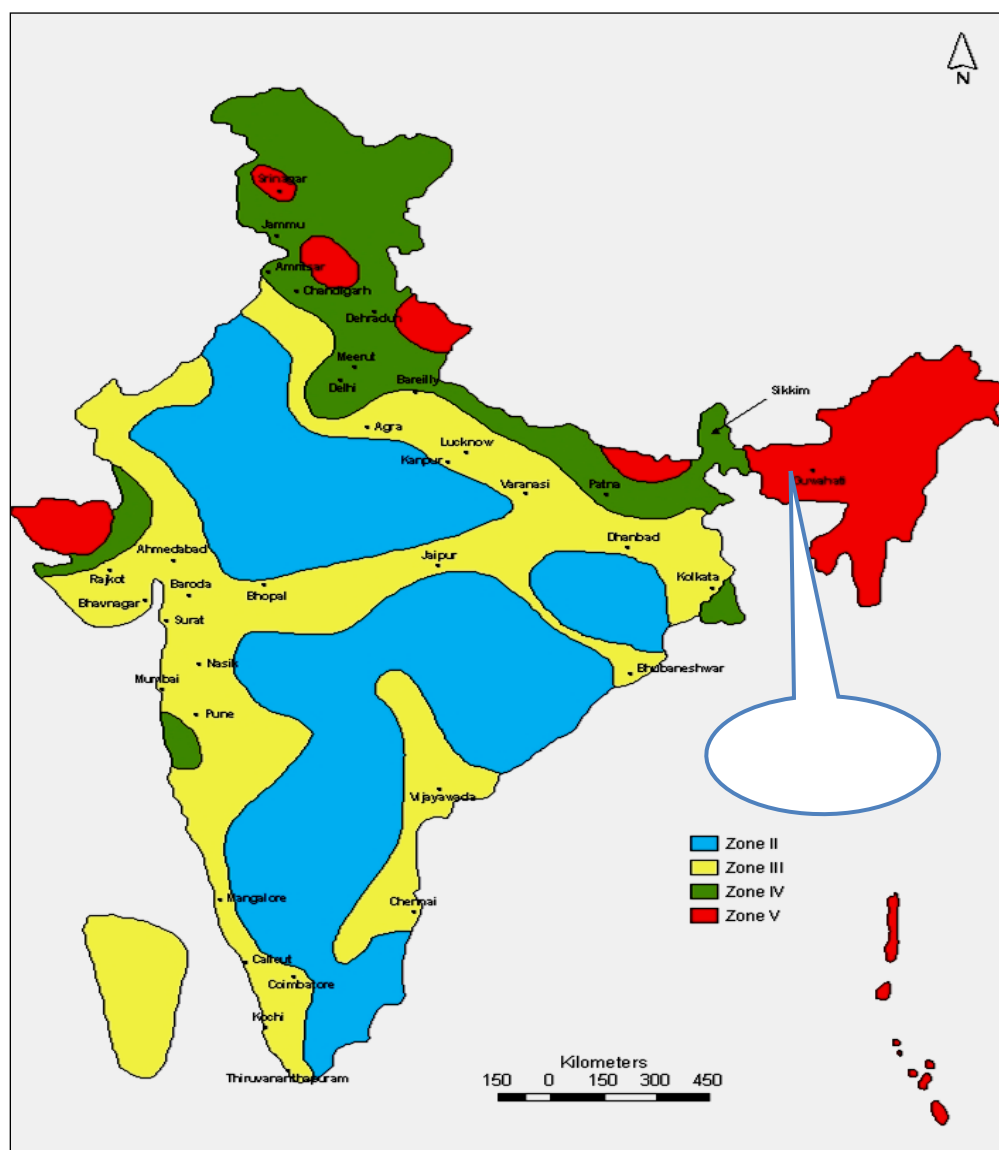 N
Srinagar
Jammu
Amritsar
Chandigarh
Dehradun
Meerut
Delhi
Bareilly
Sikkim
Agra
Lucknow
Kanpur
Guwahati
Varanasi
Patna
Dhanbad
Ahmedabad
Jaipur
Rajkot
Baroda
Bhopal
Kolkata
Bhavnagar
Surat
Nasik
Bhubaneshwar
Mumbai
Pune
Vijayawada
Zone II
Zone III
Zone IV
Zone V
Mangalore
Chennai
Calicut
Coimbatore
Kochi
Thiruvananthapuram
Kilometers
150 0 150 300 450